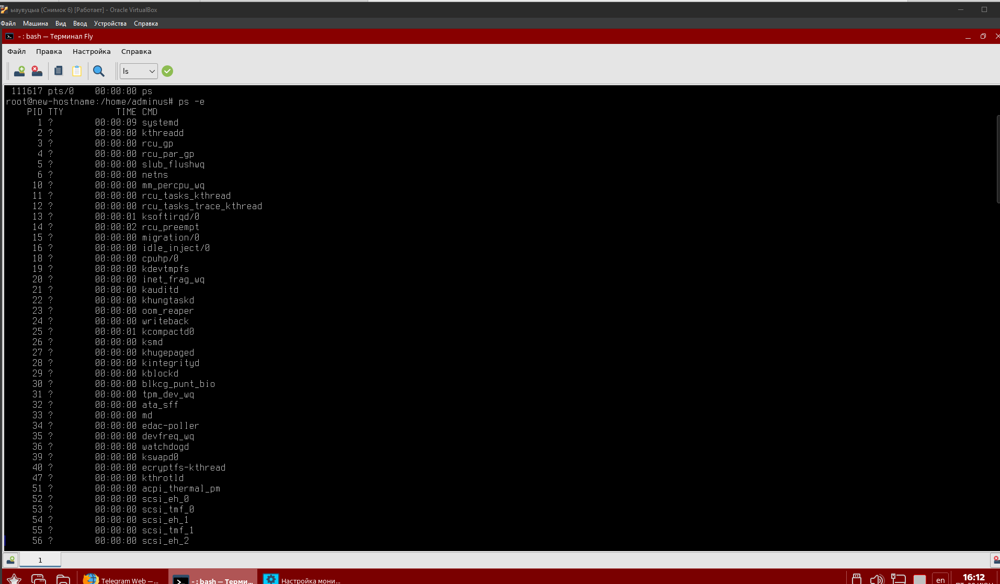 ыаувуцыа (Снимок 6) [Работает] - Oracle VirtualBox
Файл Машина Вид Ввод Устройства Справка
- : bash — Терминал Fly
Файл Правка Настройка Справка
ls
111617 pts/0 00:00:00 ps
root@new-hostname:/home/adminus# ps -e
PID TTY TIME CMD
1 ? 00:00:09 systemd
2 ? 00:00:00 kthreadd
3 ? 00:00:00 rcu_gp
4 ? 00:00:00 rcu_par_gp
5 ? 00:00:00 slub_flushwq
6 ? 00:00:00 netns
10 ? 00:00:00 mm_percpu_wq
11 ? 00:00:00 rcu_tasks_kthread
12 ? 00:00:00 rcu_tasks_trace_kthread
13 ? 00:00:01 ksoftirqd/0
14 ? 00:00:02 rcu_preempt
15 ? 00:00:00 migration/0
16 ? 00:00:00 idle_inject/0
18 ? 00:00:00 cpuhp/0
19 ? 00:00:00 kdevtmpfs
20 ? 00:00:00 inet_frag_wq
21 ? 00:00:00 kauditd
22 ? 00:00:00 khungtaskd
23 ? 00:00:00 oom_reaper
24 ? 00:00:00 writeback
25 ? 00:00:01 kcompactd0
26 ? 00:00:00 ksmd
27 ? 00:00:00 khugepaged
28 ? 00:00:00 kintegrityd
29 ? 00:00:00 kblockd
30 ? 00:00:00 blkcg_punt_bio
31 ? 00:00:00 tpm_dev_wq
32 ? 00:00:00 ata_sff
33 ? 00:00:00 md
34 ? 00:00:00 edac-poller
35 ? 00:00:00 devfreq_wq
36 ? 00:00:00 watchdogd
39 ? 00:00:00 kswapd0
40 ? 00:00:00 ecryptfs-kthread
47 ? 00:00:00 kthrotld
51 ? 00:00:00 acpi_thermal_pm
52 ? 00:00:00 scsi_eh_0
53 ? 00:00:00 scsi_tmf_0
54 ? 00:00:00 scsi_eh_1
55 ? 00:00:00 scsi_tmf_1
56 ? 00:00:00 scsi_eh_2
1
Telegram Web —... - : bash — Терми... Настройка мони... en 16:12